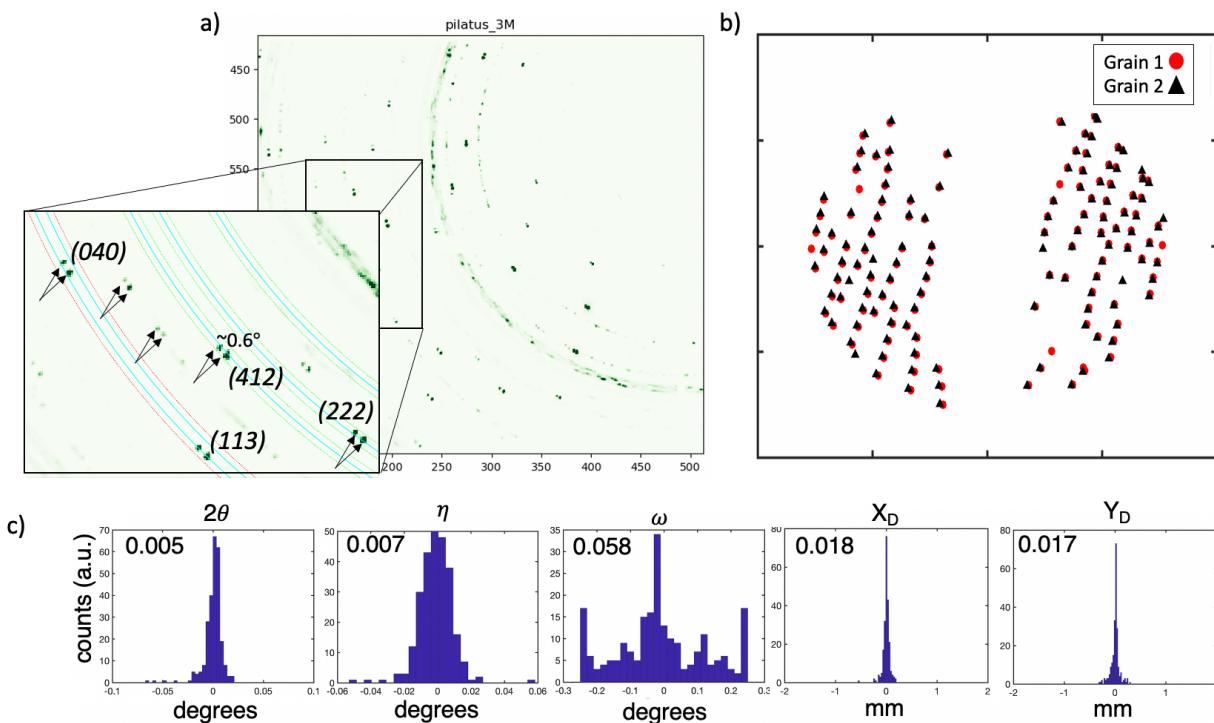 a)
pilatus_3M
450
500
550
(040)
~0.6°
(412)
(222)
(113)
200 250 300 350 400 450 500
b)
Grain 1
Grain 2
c)
2θ η ω X_D Y_D
0.005 0.007 0.058 0.018 0.017
counts (a.u.)
70
60
50
40
30
20
10
0
-0.1 -0.05 0 0.05 0.1
50
40
30
20
10
0
-0.06 -0.04 -0.02 0 0.02 0.04 0.06
35
30
25
20
15
10
5
0
-0.3 -0.2 -0.1 0 0.1 0.2 0.3
80
60
40
20
0
-2 -1 0 1 2
80
60
40
20
0
-2 -1 0 1 2
degrees degrees degrees mm mm